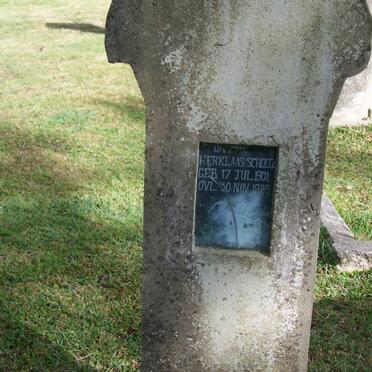 HERKLAAS SCHOLTZ
GEB. 17 JUL. 1901
OVL. 30 NOV.